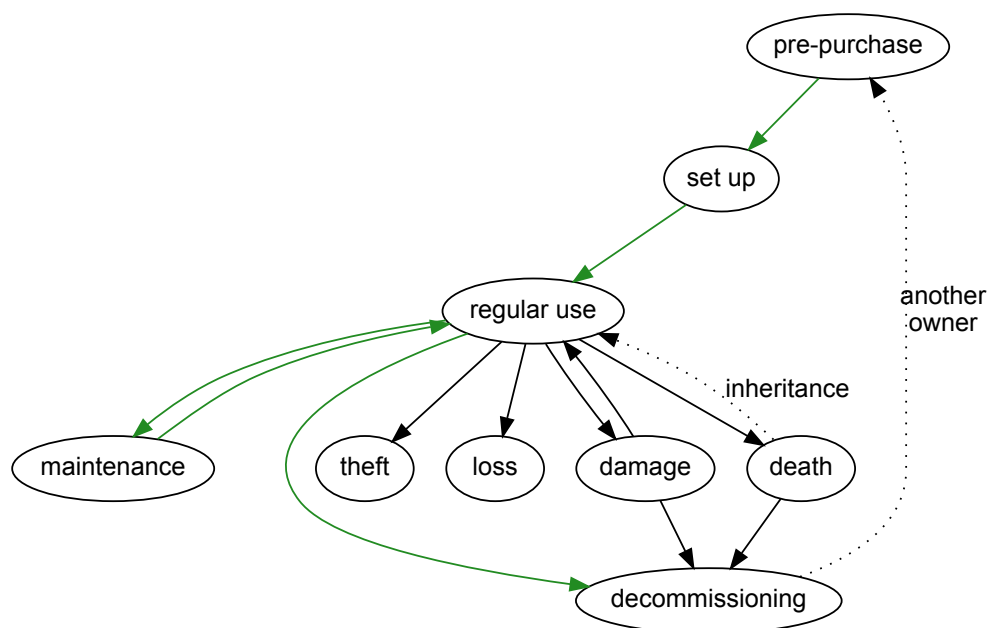 pre-purchase
set up
another
owner
regular use
inheritance
maintenance
theft
loss
damage
death
decommissioning